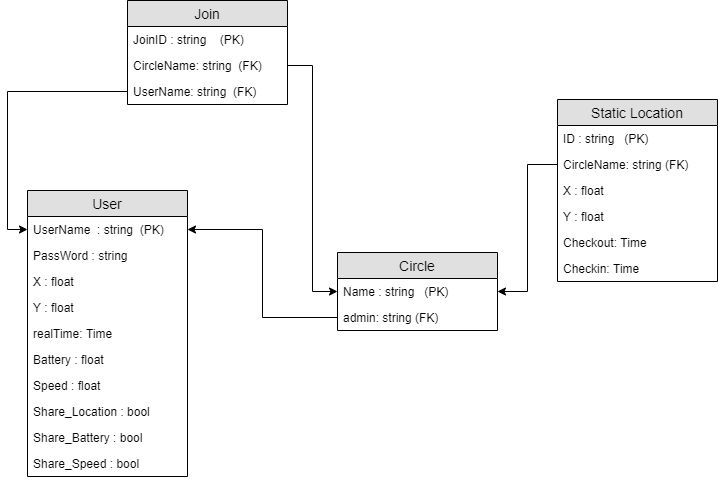 Join
JoinID : string (PK)
CircleName: string (FK)
UserName: string (FK)
Static Location
ID : string (PK)
CircleName: string (FK)
X : float
Y : float
Checkout: Time
Checkin: Time
User
UserName : string (PK)
PassWord : string
X : float
Y : float
realTime: Time
Battery : float
Speed : float
Share_Location : bool
Share_Battery : bool
Share_Speed : bool
Circle
Name : string (PK)
admin: string (FK)